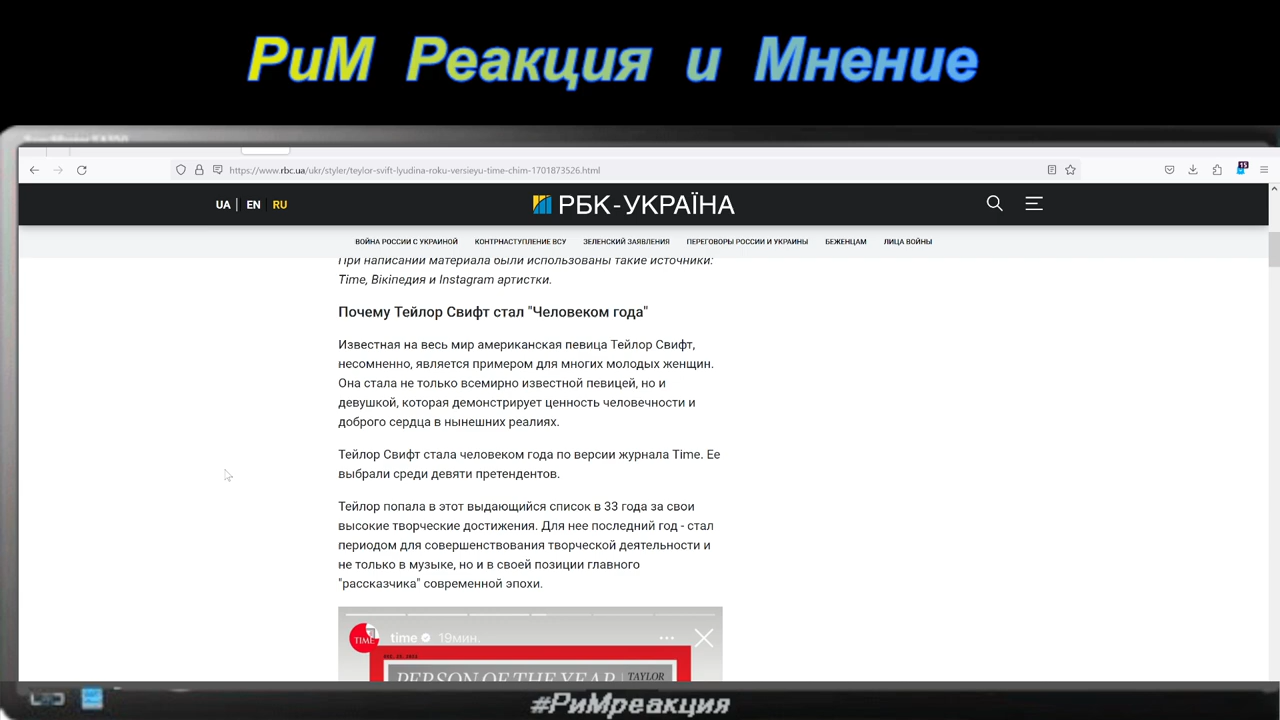 РиМ Реакция и Мнение
https://www.rbc.ua/ukr/styler/teylor-svift-lyudina-roku-versieyu-time-chim-1701873526.html
15
UA | EN | RU
РБК-УКРАЇНА
ВОЙНА РОССИИ С УКРАИНОЙ КОНТРНАСТУПЛЕНИЕ ВСУ ЗЕЛЕНСКИЙ ЗАЯВЛЕНИЯ ПЕРЕГОВОРЫ РОССИИ И УКРАИНЫ БЕЖЕНЦАМ ЛИЦА ВОЙНЫ
При написании материала были использованы такие источники:
Time, Вікіпедия и Instagram артистки.
Почему Тейлор Свифт стал "Человеком года"
Известная на весь мир американская певица Тейлор Свифт,
несомненно, является примером для многих молодых женщин.
Она стала не только всемирно известной певицей, но и
девушкой, которая демонстрирует ценность человечности и
доброго сердца в нынешних реалиях.
Тейлор Свифт стала человеком года по версии журнала Time. Ее
выбрали среди девяти претендентов.
Тейлор попала в этот выдающийся список в 33 года за свои
высокие творческие достижения. Для нее последний год - стал
периодом для совершенствования творческой деятельности и
не только в музыке, но и в своей позиции главного
"рассказчика" современной эпохи.
TIME time 19мин.
PERSON OF THE YEAR | TAYLOR
#РиМреакция